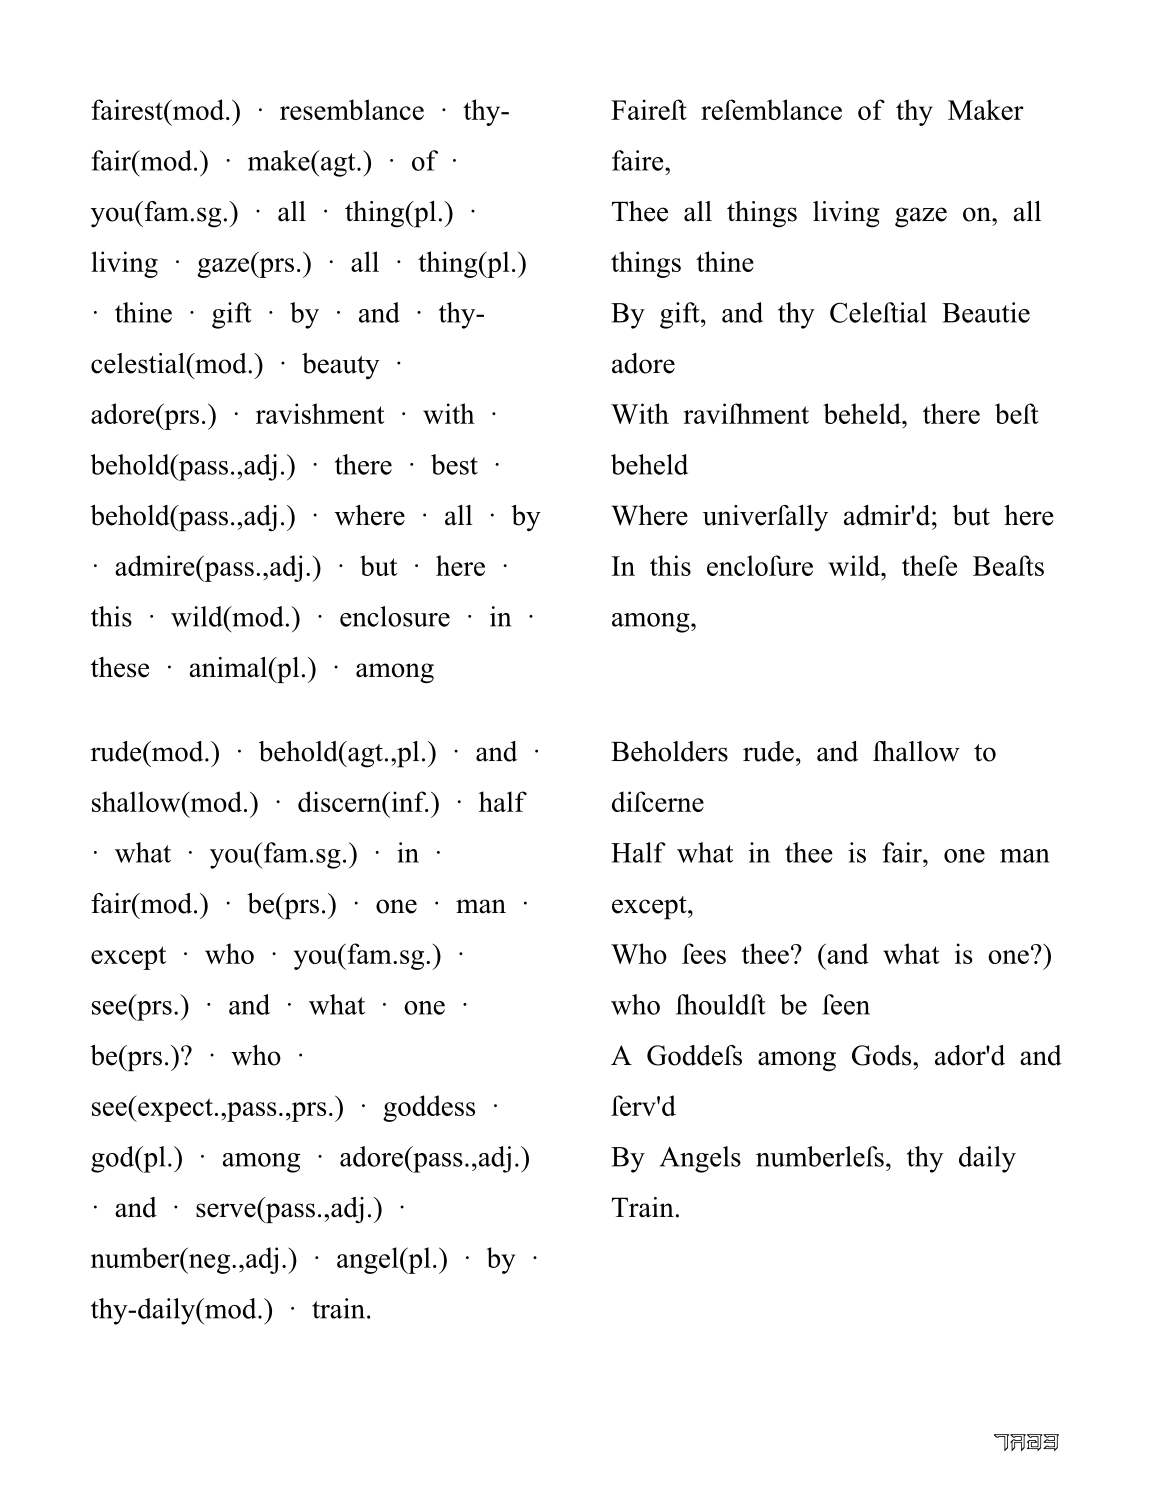 fairest(mod.) · resemblance · thy-
fair(mod.) · make(agt.) · of ·
you(fam.sg.) · all · thing(pl.) ·
living · gaze(prs.) · all · thing(pl.)
· thine · gift · by · and · thy-
celestial(mod.) · beauty ·
adore(prs.) · ravishment · with ·
behold(pass.,adj.) · there · best ·
behold(pass.,adj.) · where · all · by
· admire(pass.,adj.) · but · here ·
this · wild(mod.) · enclosure · in ·
these · animal(pl.) · among
Faireſt reſemblance of thy Maker
faire,
Thee all things living gaze on, all
things thine
By gift, and thy Celeſtial Beautie
adore
With raviſhment beheld, there beſt
beheld
Where univerſally admir'd; but here
In this encloſure wild, theſe Beaſts
among,
rude(mod.) · behold(agt.,pl.) · and ·
shallow(mod.) · discern(inf.) · half
· what · you(fam.sg.) · in ·
fair(mod.) · be(prs.) · one · man ·
except · who · you(fam.sg.) ·
see(prs.) · and · what · one ·
be(prs.)? · who ·
see(expect.,pass.,prs.) · goddess ·
god(pl.) · among · adore(pass.,adj.)
· and · serve(pass.,adj.) ·
number(neg.,adj.) · angel(pl.) · by ·
thy-daily(mod.) · train.
Beholders rude, and ſhallow to
diſcerne
Half what in thee is fair, one man
except,
Who ſees thee? (and what is one?)
who ſhouldſt be ſeen
A Goddeſs among Gods, ador'd and
ſerv'd
By Angels numberleſs, thy daily
Train.